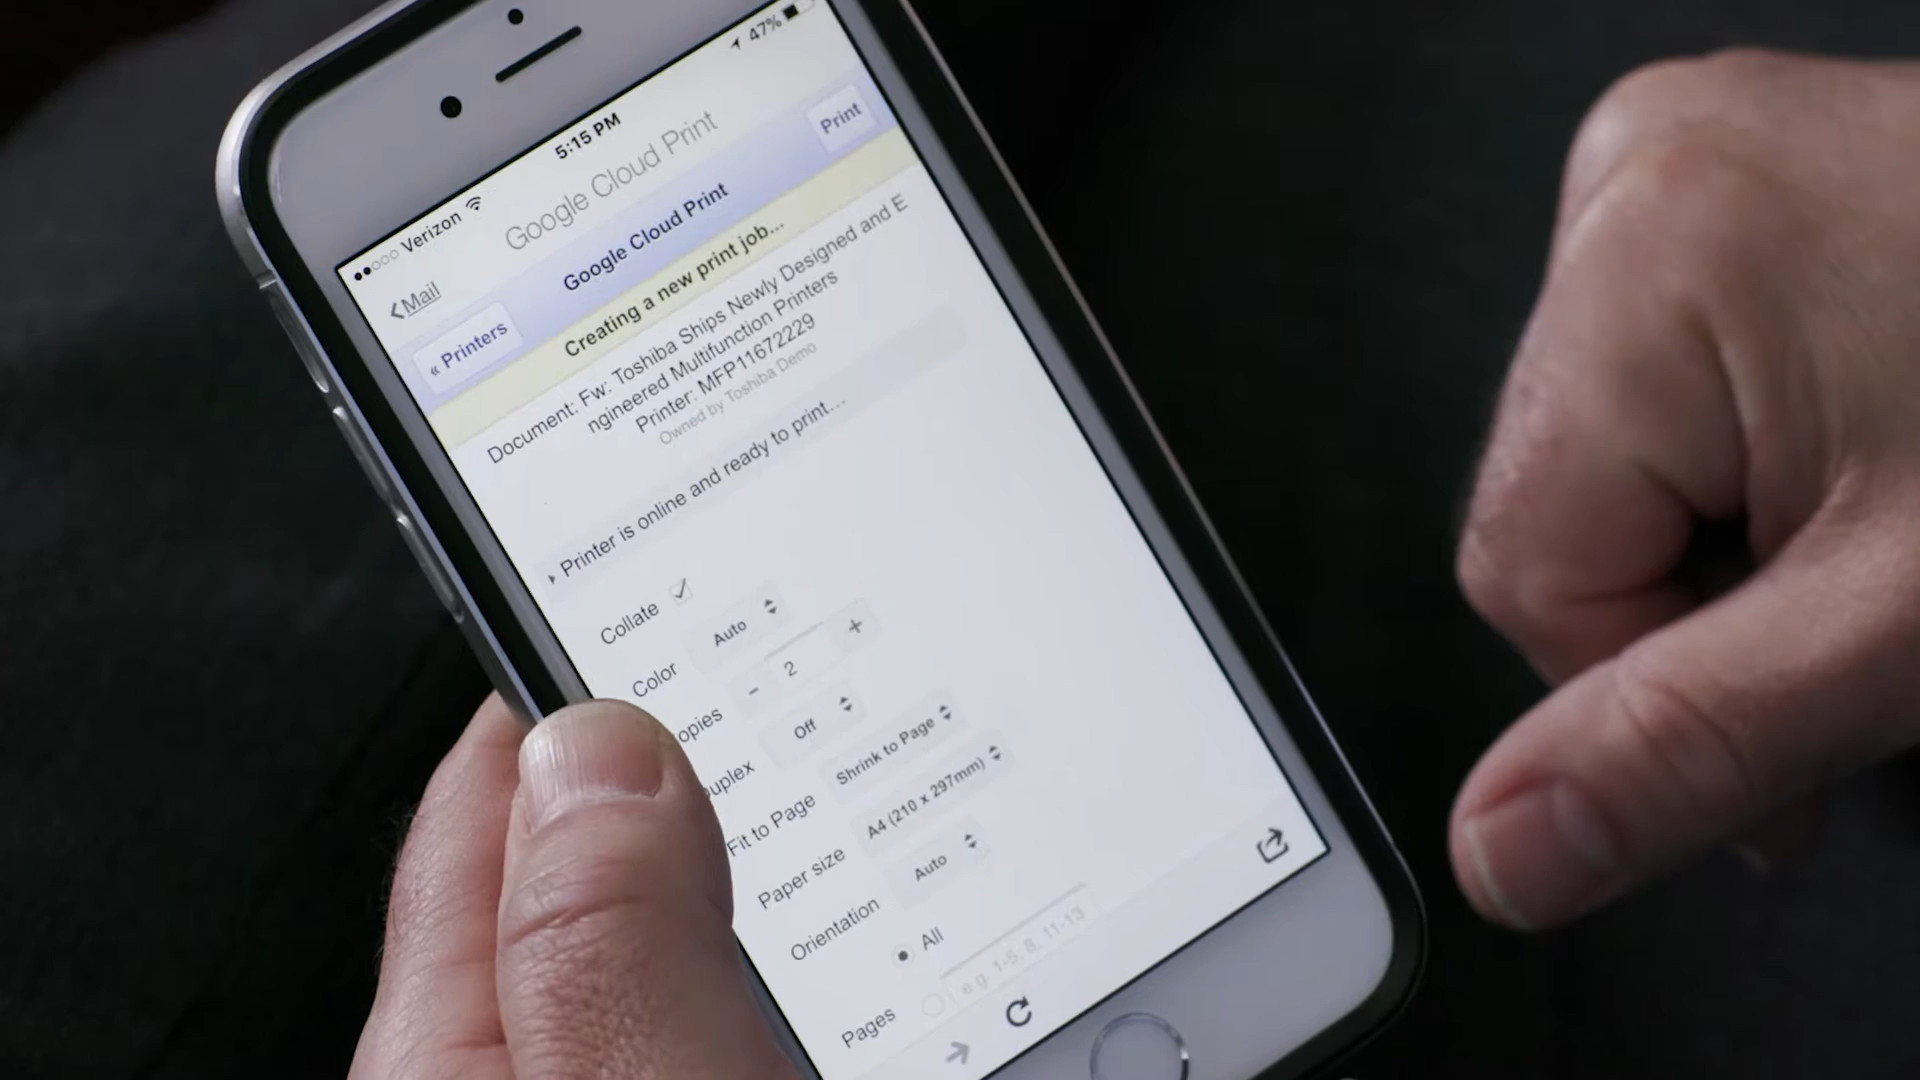 Verizon 5:15 PM 47%
Mail Google Cloud Print
« Printers Google Cloud Print Print
Creating a new print job...
Document: Fw: Toshiba Ships Newly Designed and E
ngineered Multifunction Printers
Printer: MFP11672229
Owned by Toshiba Demo
Printer is online and ready to print...
Collate
Color Auto
opies - 2 +
uplex Off
Fit to Page Shrink to Page
Paper size A4 (210 x 297mm)
Orientation Auto
All
Pages e.g. 1-5, 8, 11-13